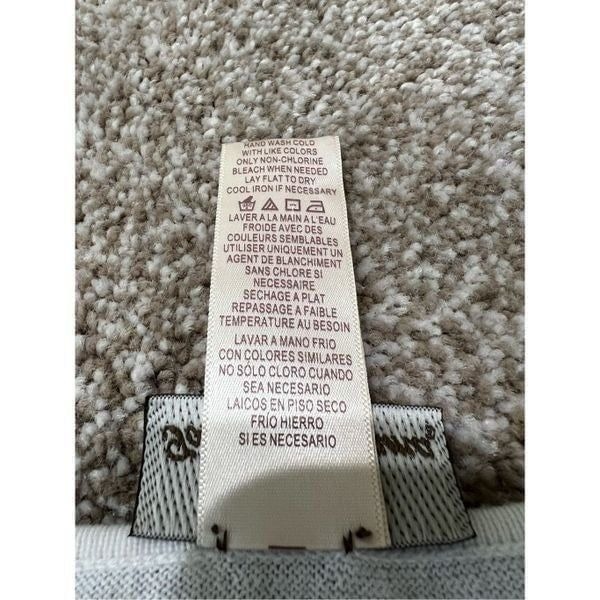 HAND WASH COLD
WITH LIKE COLORS
ONLY NON-CHLORINE
BLEACH WHEN NEEDED
LAY FLAT TO DRY
COOL IRON IF NECESSARY
LAVER A LA MAIN A L'EAU
FROIDE AVEC DES
COULEURS SEMBLABLES
UTILISER UNIQUEMENT UN
AGENT DE BLANCHIMENT
SANS CHLORE SI
NECESSAIRE
SECHAGE A PLAT
REPASSAGE A FAIBLE
TEMPERATURE AU BESOIN
LAVAR A MANO FRIO
CON COLORES SIMILARES
NO SÓLO CLORO CUANDO
SEA NECESARIO
LAICOS EN PISO SECO
FRÍO HIERRO
SI ES NECESARIO